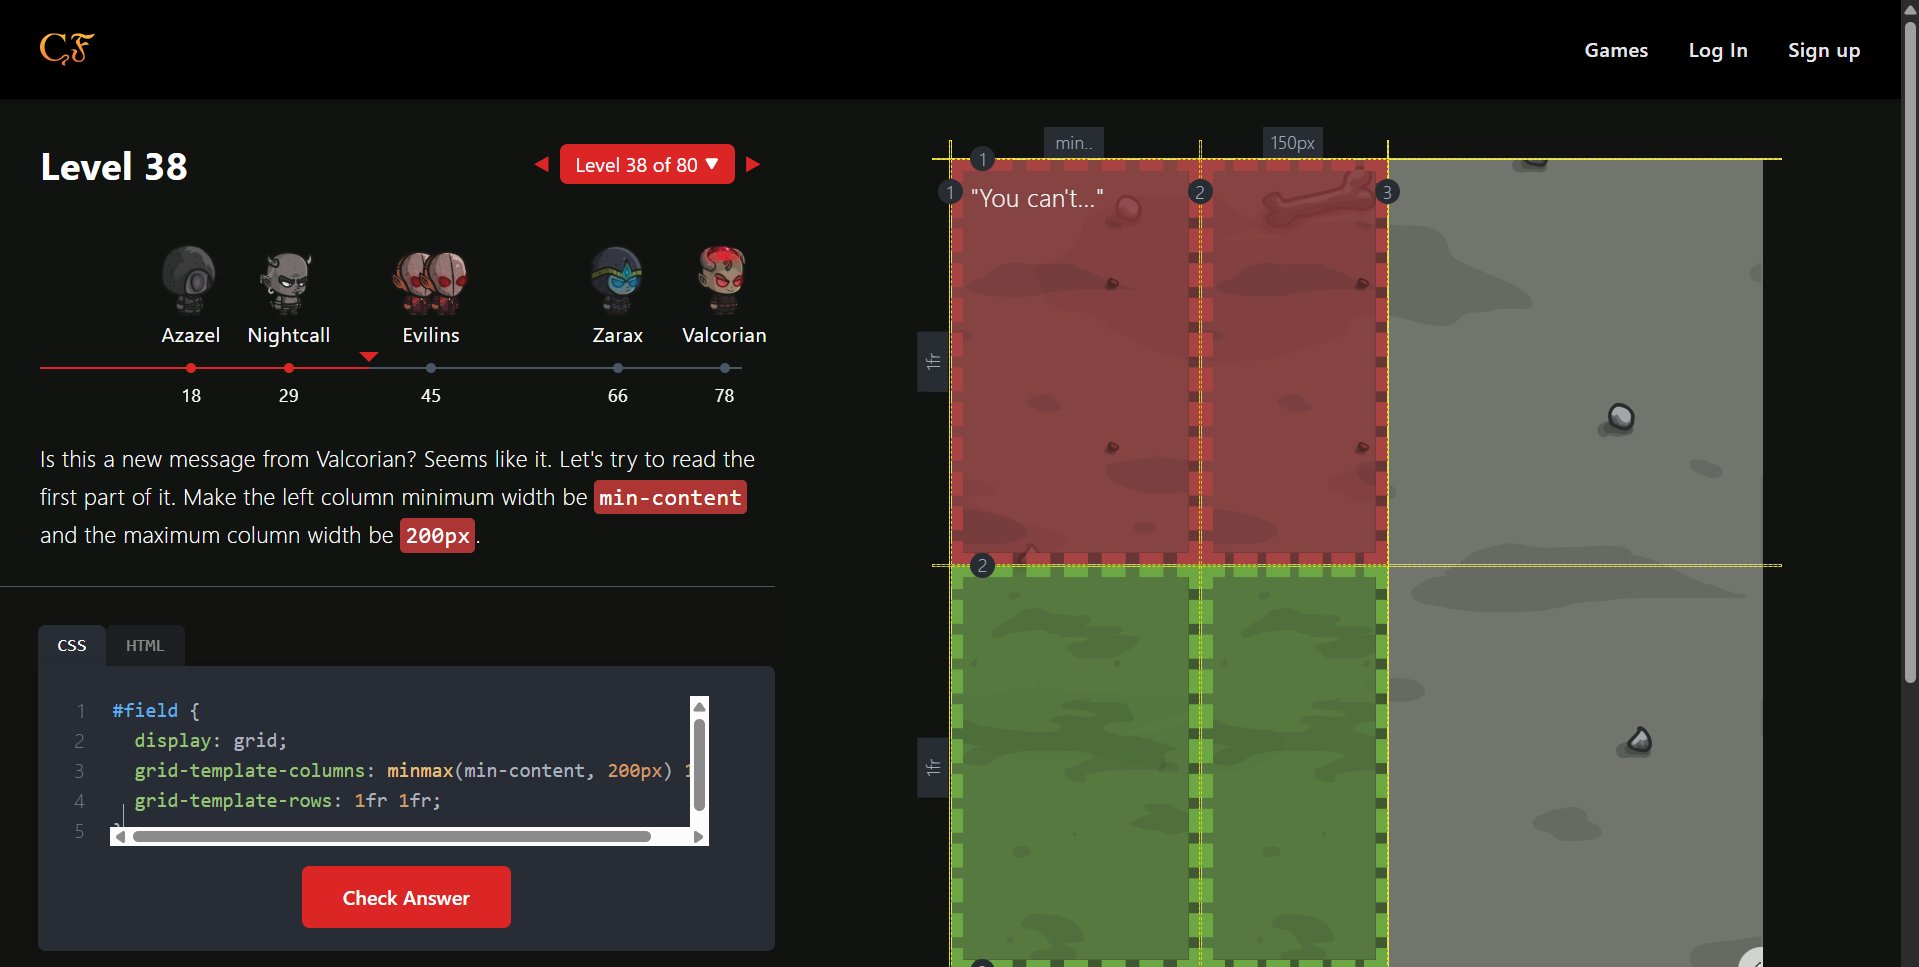 CF
Games
Log In
Sign up
Level 38
Level 38 of 80 ▼
Azazel
Nightcall
Evilins
Zarax
Valcorian
18
29
45
66
78
Is this a new message from Valcorian? Seems like it. Let's try to read the
first part of it. Make the left column minimum width be min-content
and the maximum column width be 200px.
CSS
HTML
1 #field {
2 display: grid;
3 grid-template-columns: minmax(min-content, 200px) 1
4 grid-template-rows: 1fr 1fr;
5 }
Check Answer
min..
150px
1
1
2
3
"You can't..."
1fr
2
1fr